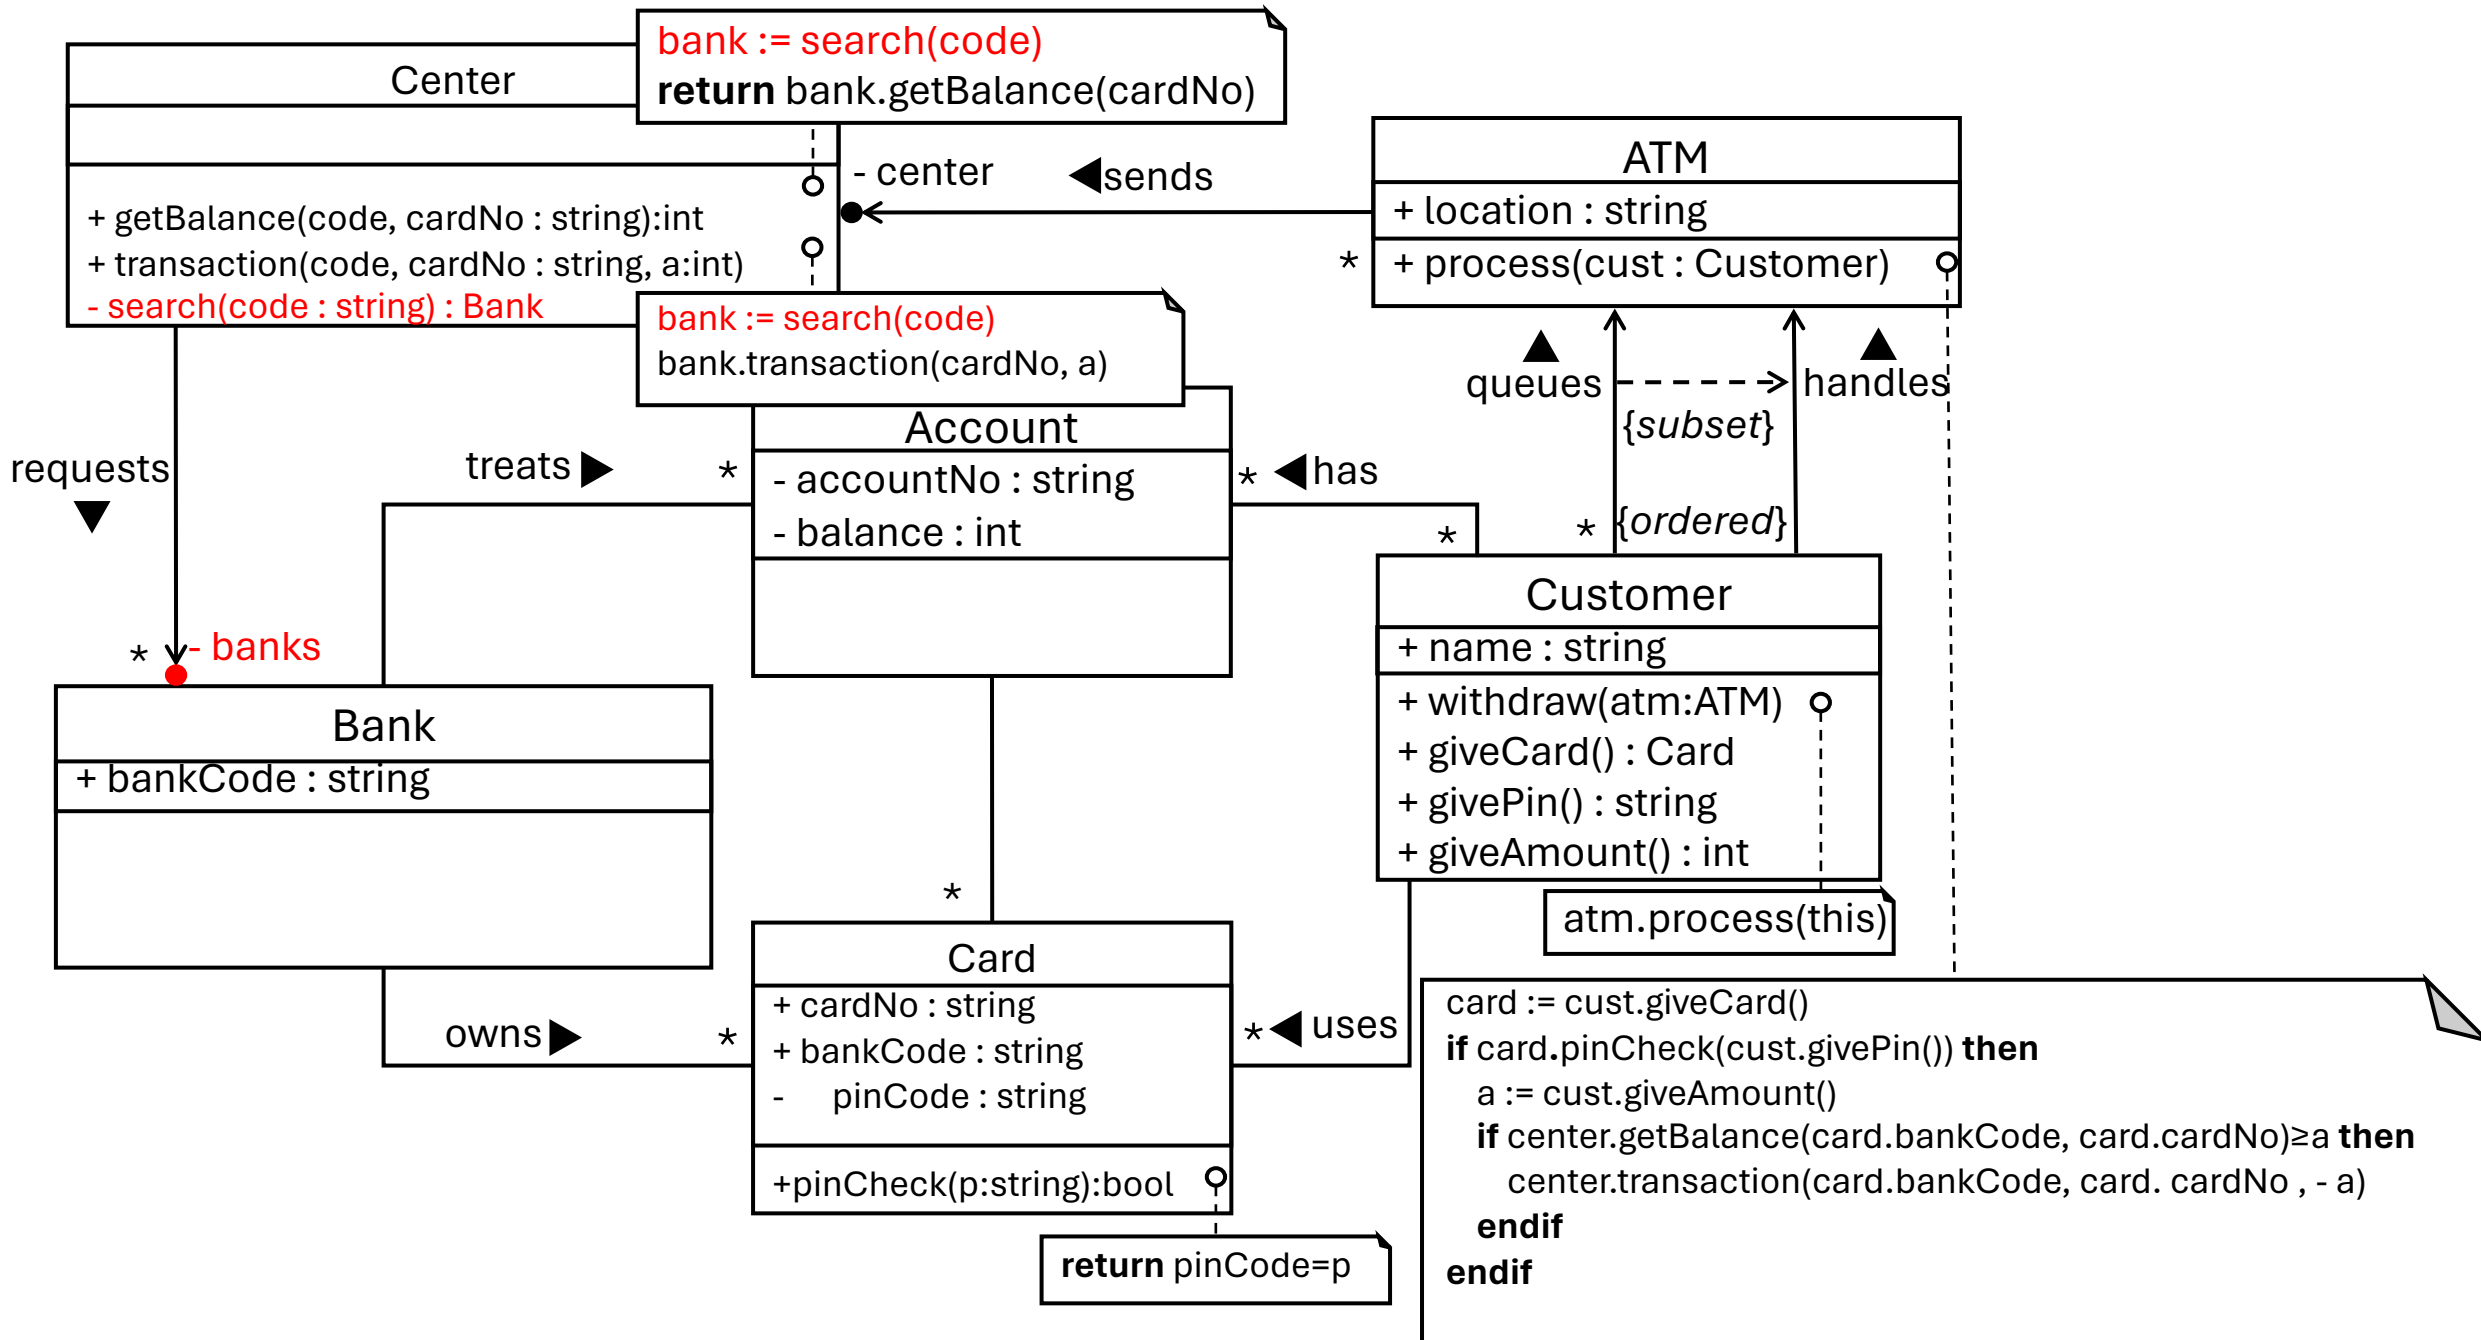 bank := search(code)
return bank.getBalance(cardNo)
Center
+ getBalance(code, cardNo : string):int
+ transaction(code, cardNo : string, a:int)
- search(code : string) : Bank
- center
◀sends
ATM
+ location : string
+ process(cust : Customer)
*
bank := search(code)
bank.transaction(cardNo, a)
queues
▲
handles
▲
{subset}
{ordered}
*
requests
▼
treats ▶
*
Account
- accountNo : string
- balance : int
* ◀has
*
* - banks
Bank
+ bankCode : string
Customer
+ name : string
+ withdraw(atm:ATM)
+ giveCard() : Card
+ givePin() : string
+ giveAmount() : int
atm.process(this)
*
owns▶
*
Card
+ cardNo : string
+ bankCode : string
- pinCode : string
+pinCheck(p:string):bool
*◀ uses
return pinCode=p
card := cust.giveCard()
if card.pinCheck(cust.givePin()) then
a := cust.giveAmount()
if center.getBalance(card.bankCode, card.cardNo)≥a then
center.transaction(card.bankCode, card. cardNo , - a)
endif
endif